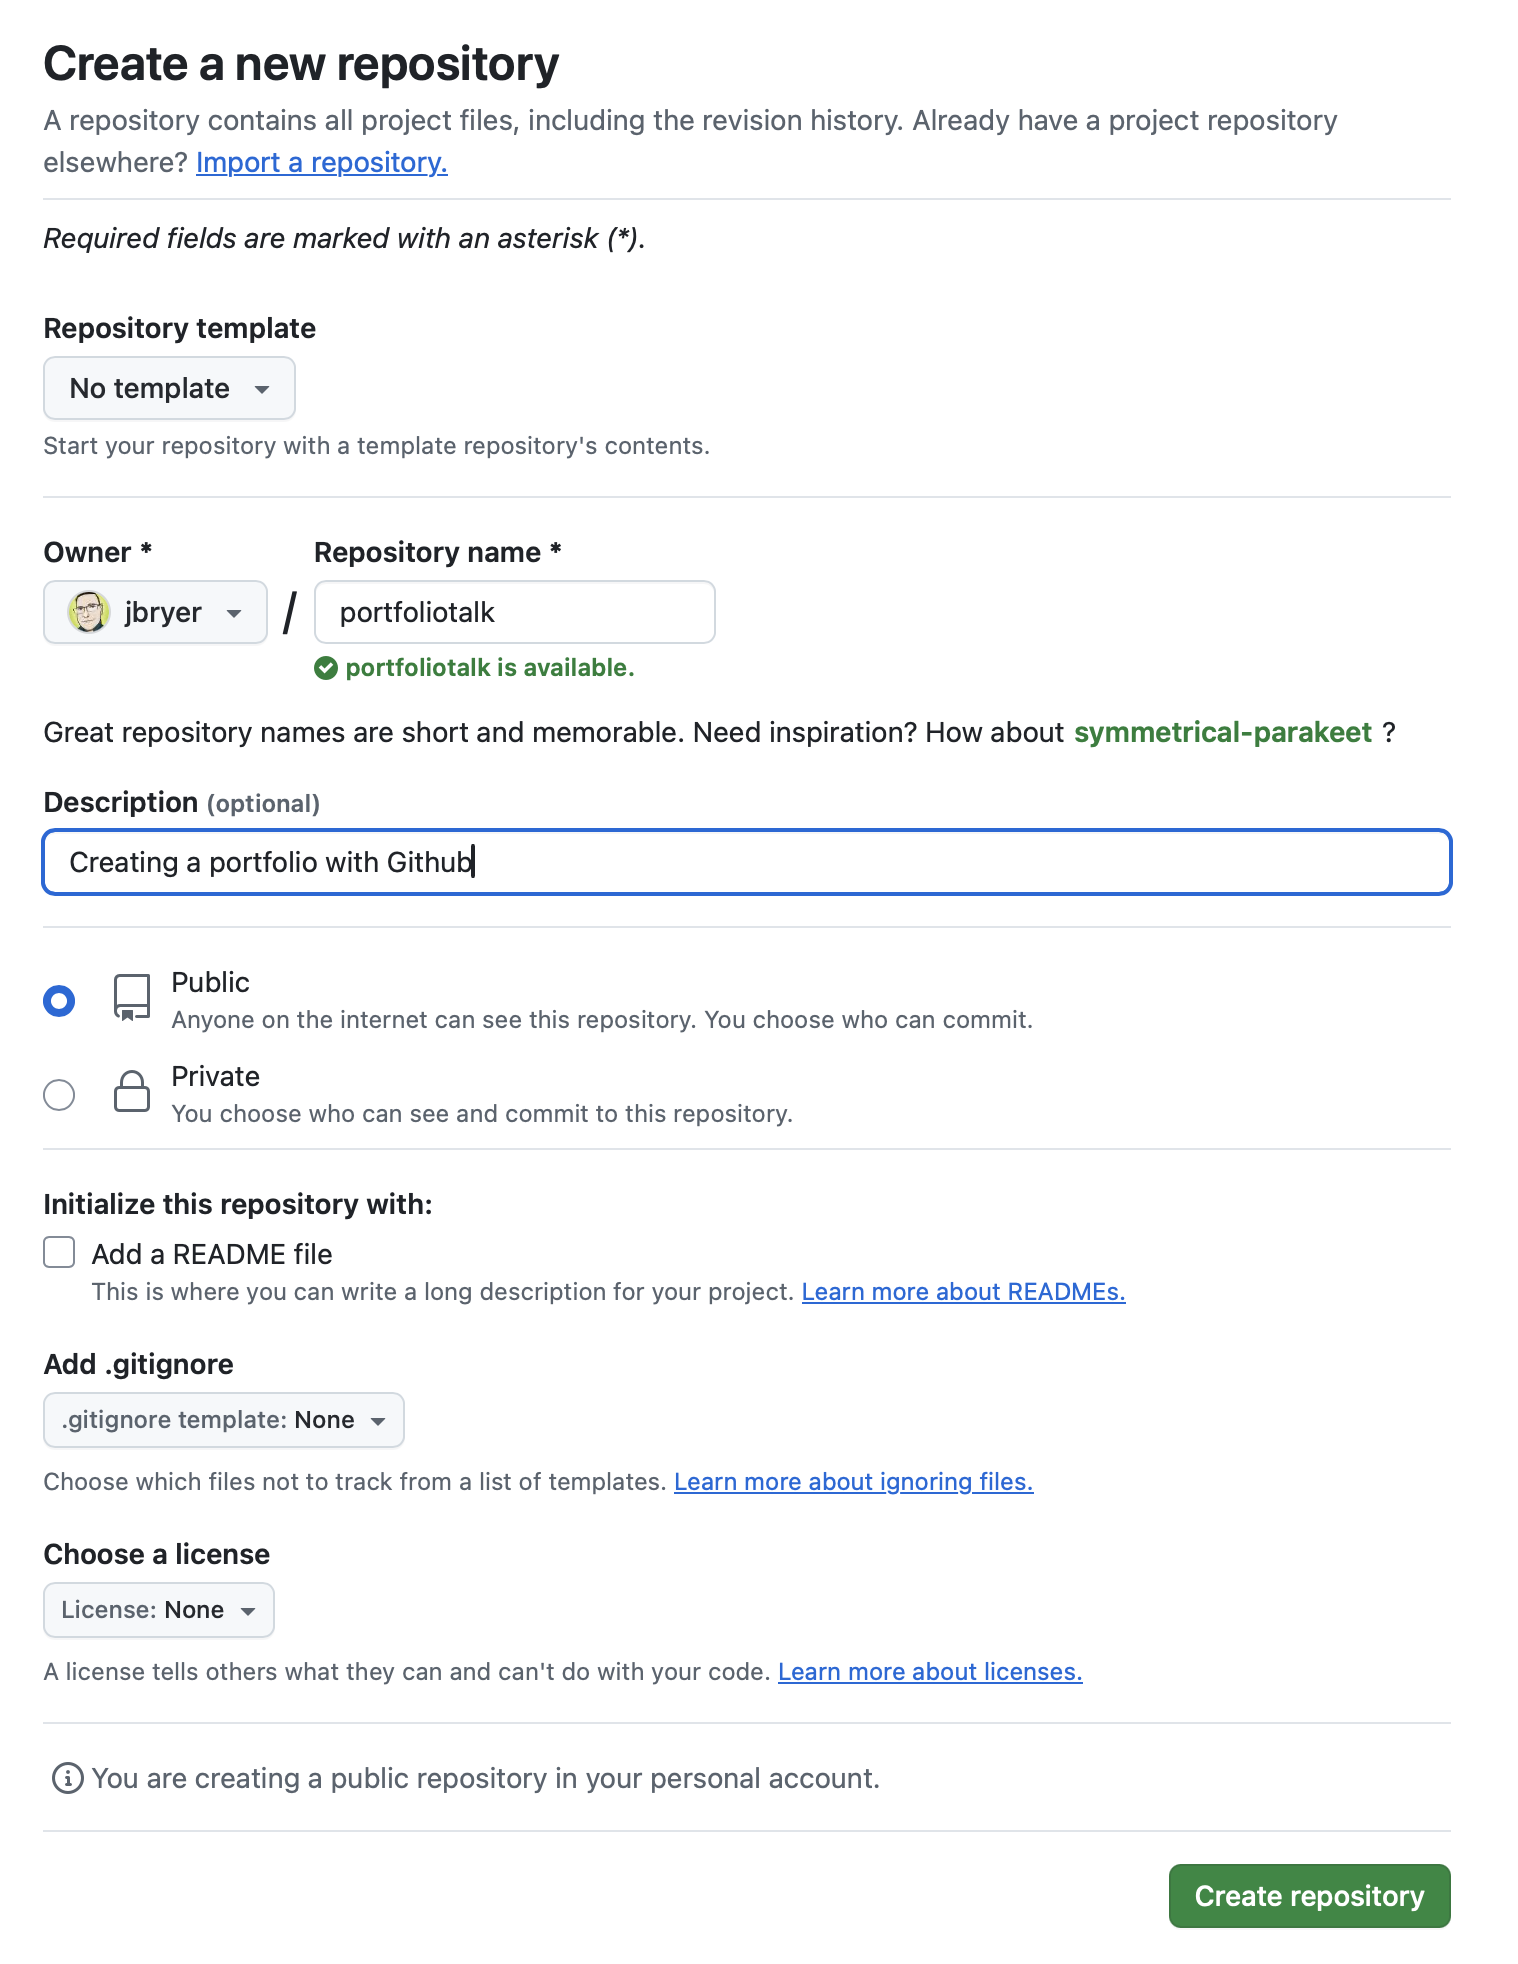 Create a new repository
A repository contains all project files, including the revision history. Already have a project repository
elsewhere? Import a repository.
Required fields are marked with an asterisk (*).
Repository template
No template
Start your repository with a template repository's contents.
Owner *
Repository name *
jbryer
/
portfoliotalk
portfoliotalk is available.
Great repository names are short and memorable. Need inspiration? How about symmetrical-parakeet ?
Description (optional)
Creating a portfolio with Github
Public
Anyone on the internet can see this repository. You choose who can commit.
Private
You choose who can see and commit to this repository.
Initialize this repository with:
Add a README file
This is where you can write a long description for your project. Learn more about READMEs.
Add .gitignore
.gitignore template: None
Choose which files not to track from a list of templates. Learn more about ignoring files.
Choose a license
License: None
A license tells others what they can and can't do with your code. Learn more about licenses.
You are creating a public repository in your personal account.
Create repository